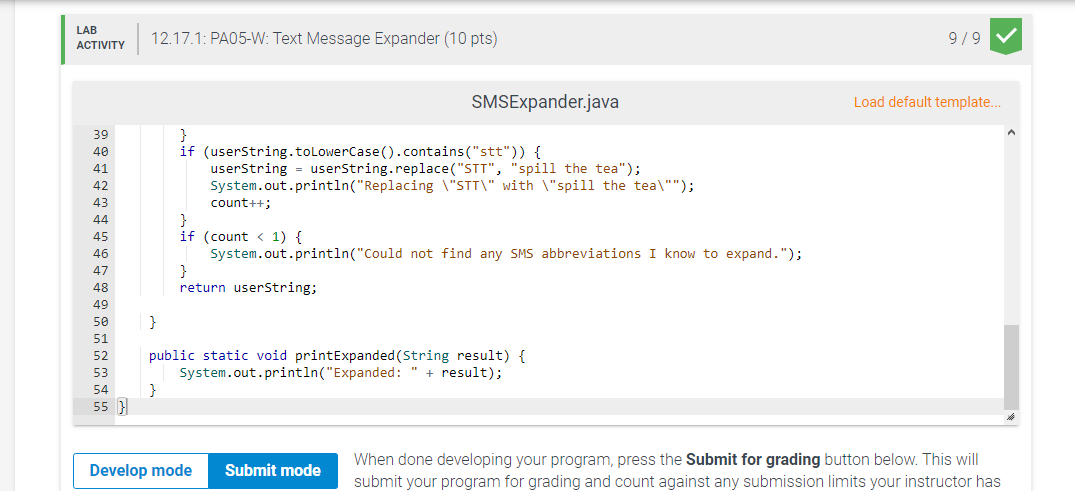 LAB
ACTIVITY
12.17.1: PA05-W: Text Message Expander (10 pts)
9 / 9
SMSExpander.java
Load default template...
39 }
40 if (userString.toLowerCase().contains("stt")) {
41 userString = userString.replace("STT", "spill the tea");
42 System.out.println("Replacing \"STT\" with \"spill the tea\"");
43 count++;
44 }
45 if (count < 1) {
46 System.out.println("Could not find any SMS abbreviations I know to expand.");
47 }
48 return userString;
49
50 }
51
52 public static void printExpanded(String result) {
53 System.out.println("Expanded: " + result);
54 }
55 }
Develop mode
Submit mode
When done developing your program, press the Submit for grading button below. This will
submit your program for grading and count against any submission limits your instructor has